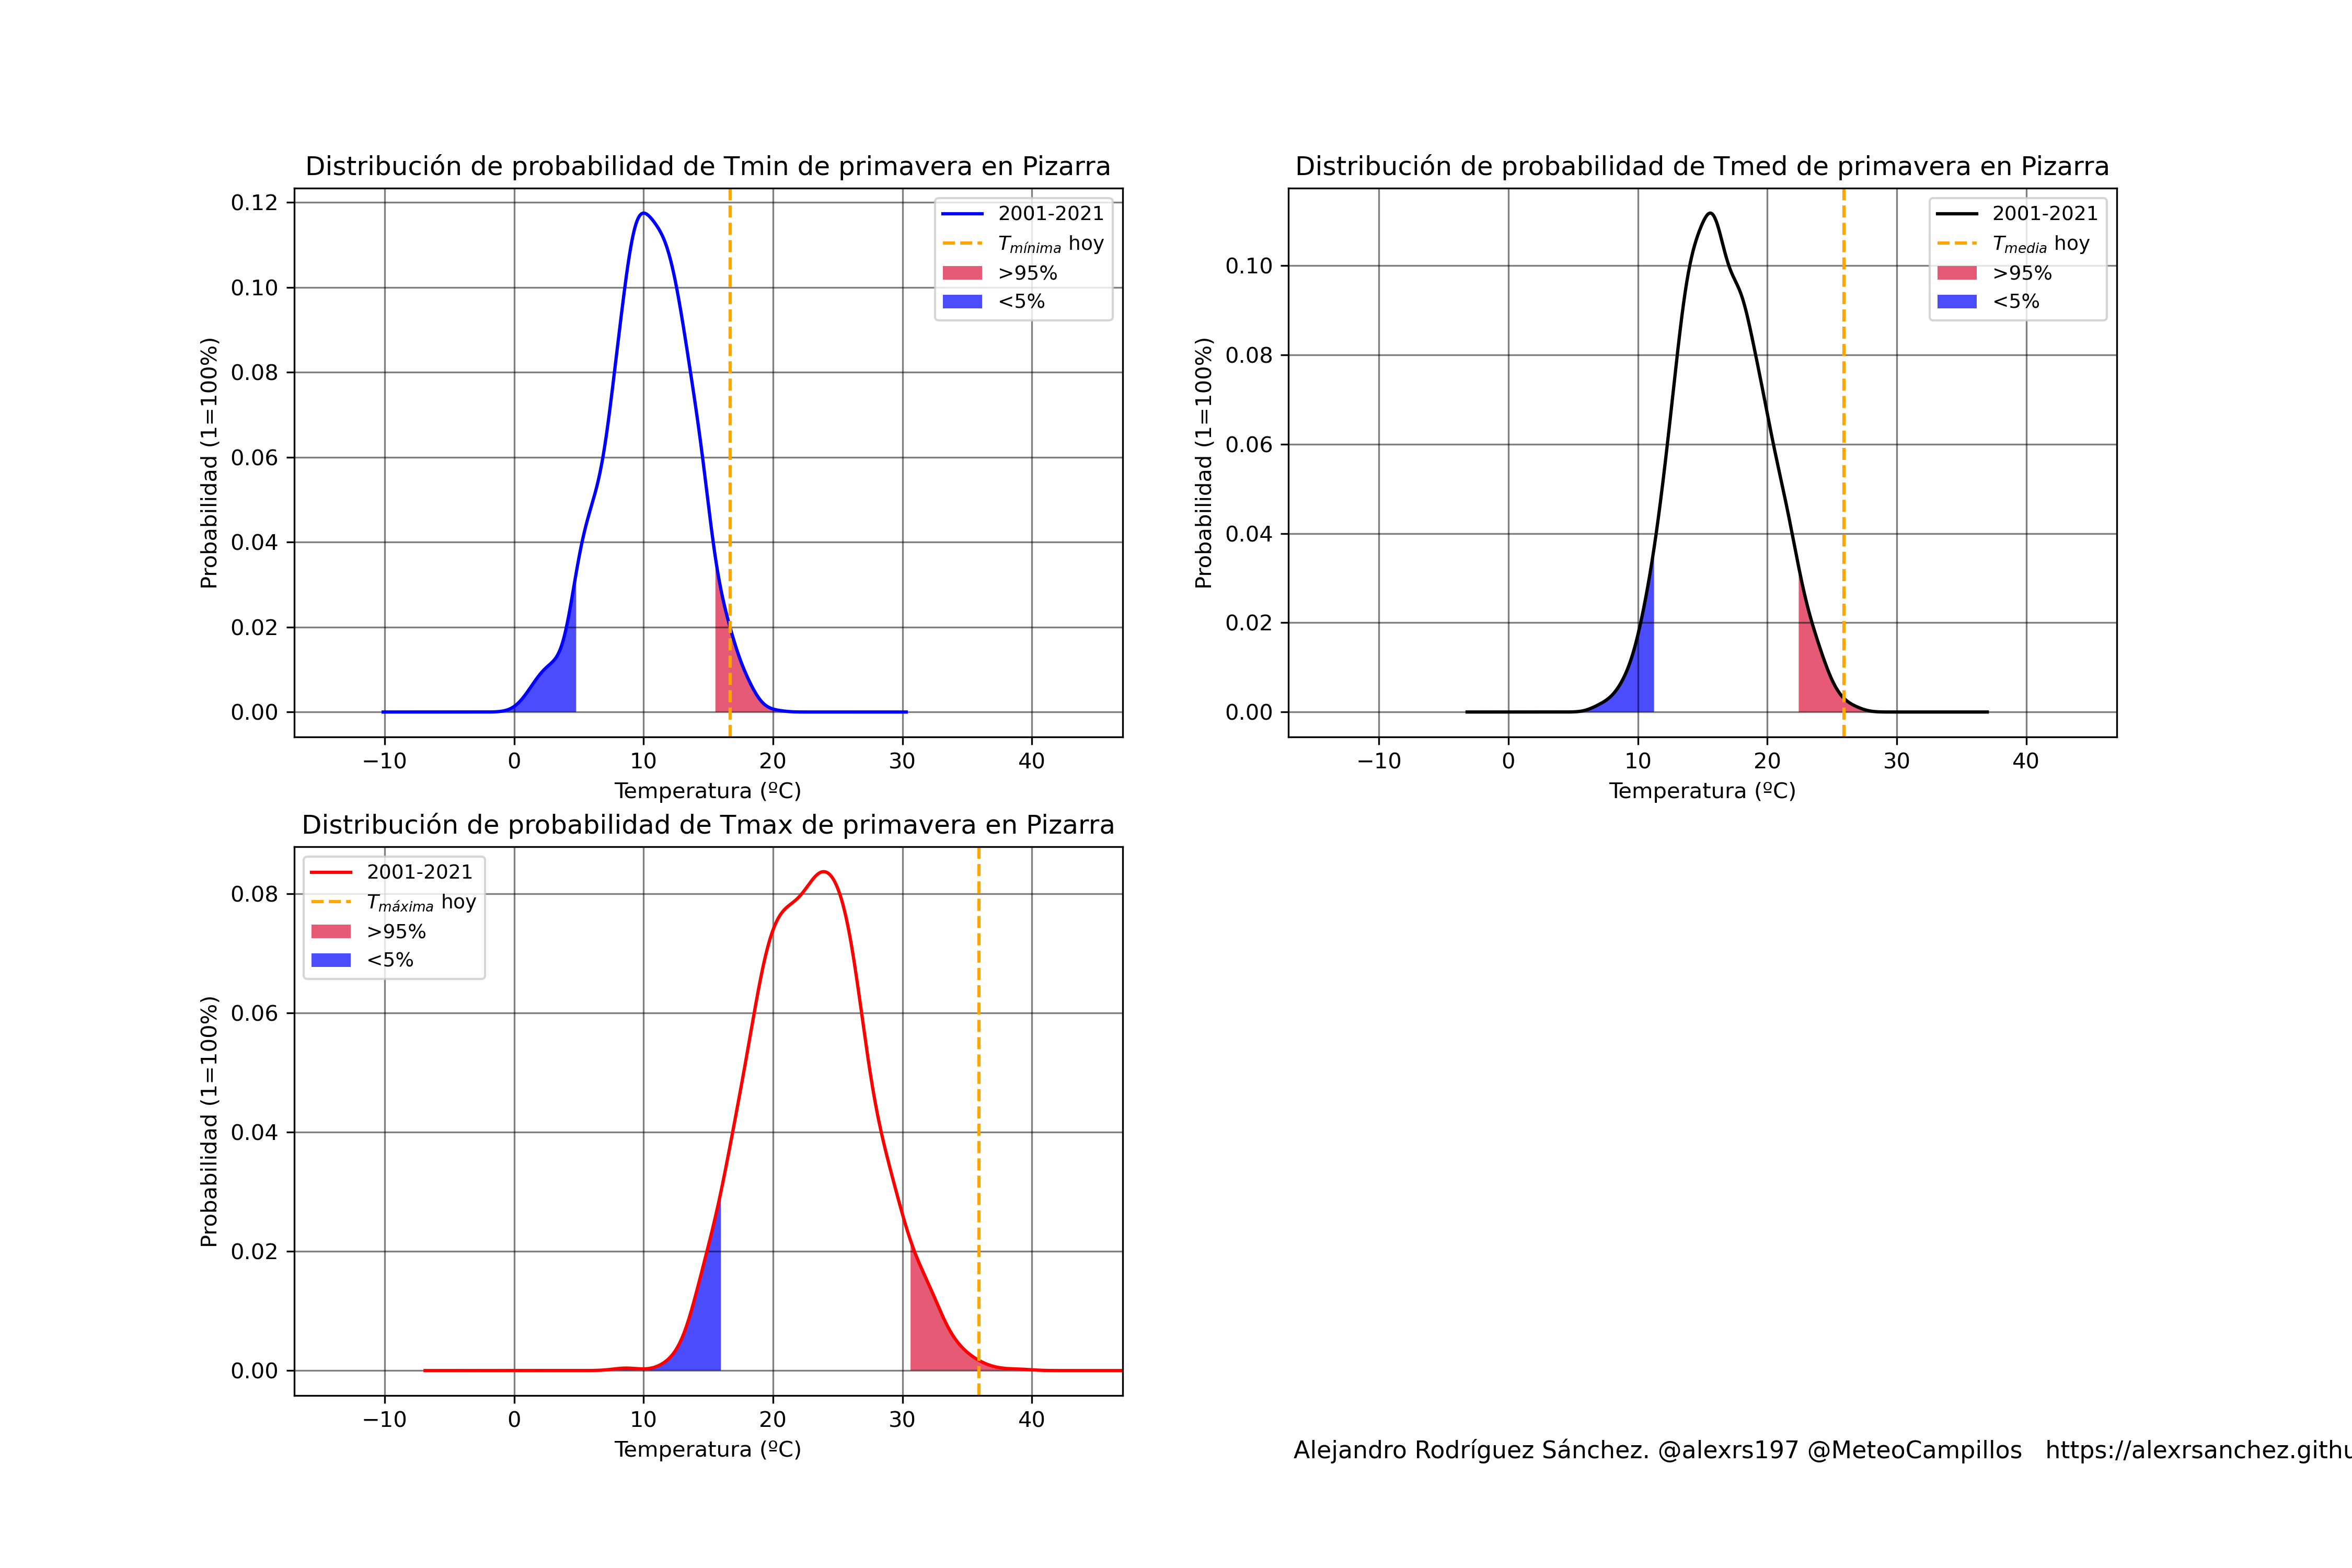 Distribución de probabilidad de Tmin de primavera en Pizarra
0.12
0.10
0.08
0.06
0.04
0.02
0.00
Probabilidad (1=100%)
2001-2021
Tmínima hoy
>95%
<5%
−10 0 10 20 30 40
Temperatura (ºC)
Distribución de probabilidad de Tmed de primavera en Pizarra
0.10
0.08
0.06
0.04
0.02
0.00
Probabilidad (1=100%)
2001-2021
Tmedia hoy
>95%
<5%
−10 0 10 20 30 40
Temperatura (ºC)
Distribución de probabilidad de Tmax de primavera en Pizarra
0.08
0.06
0.04
0.02
0.00
Probabilidad (1=100%)
2001-2021
Tmáxima hoy
>95%
<5%
−10 0 10 20 30 40
Temperatura (ºC)
Alejandro Rodríguez Sánchez. @alexrs197 @MeteoCampillos https://alexrsanchez.githu